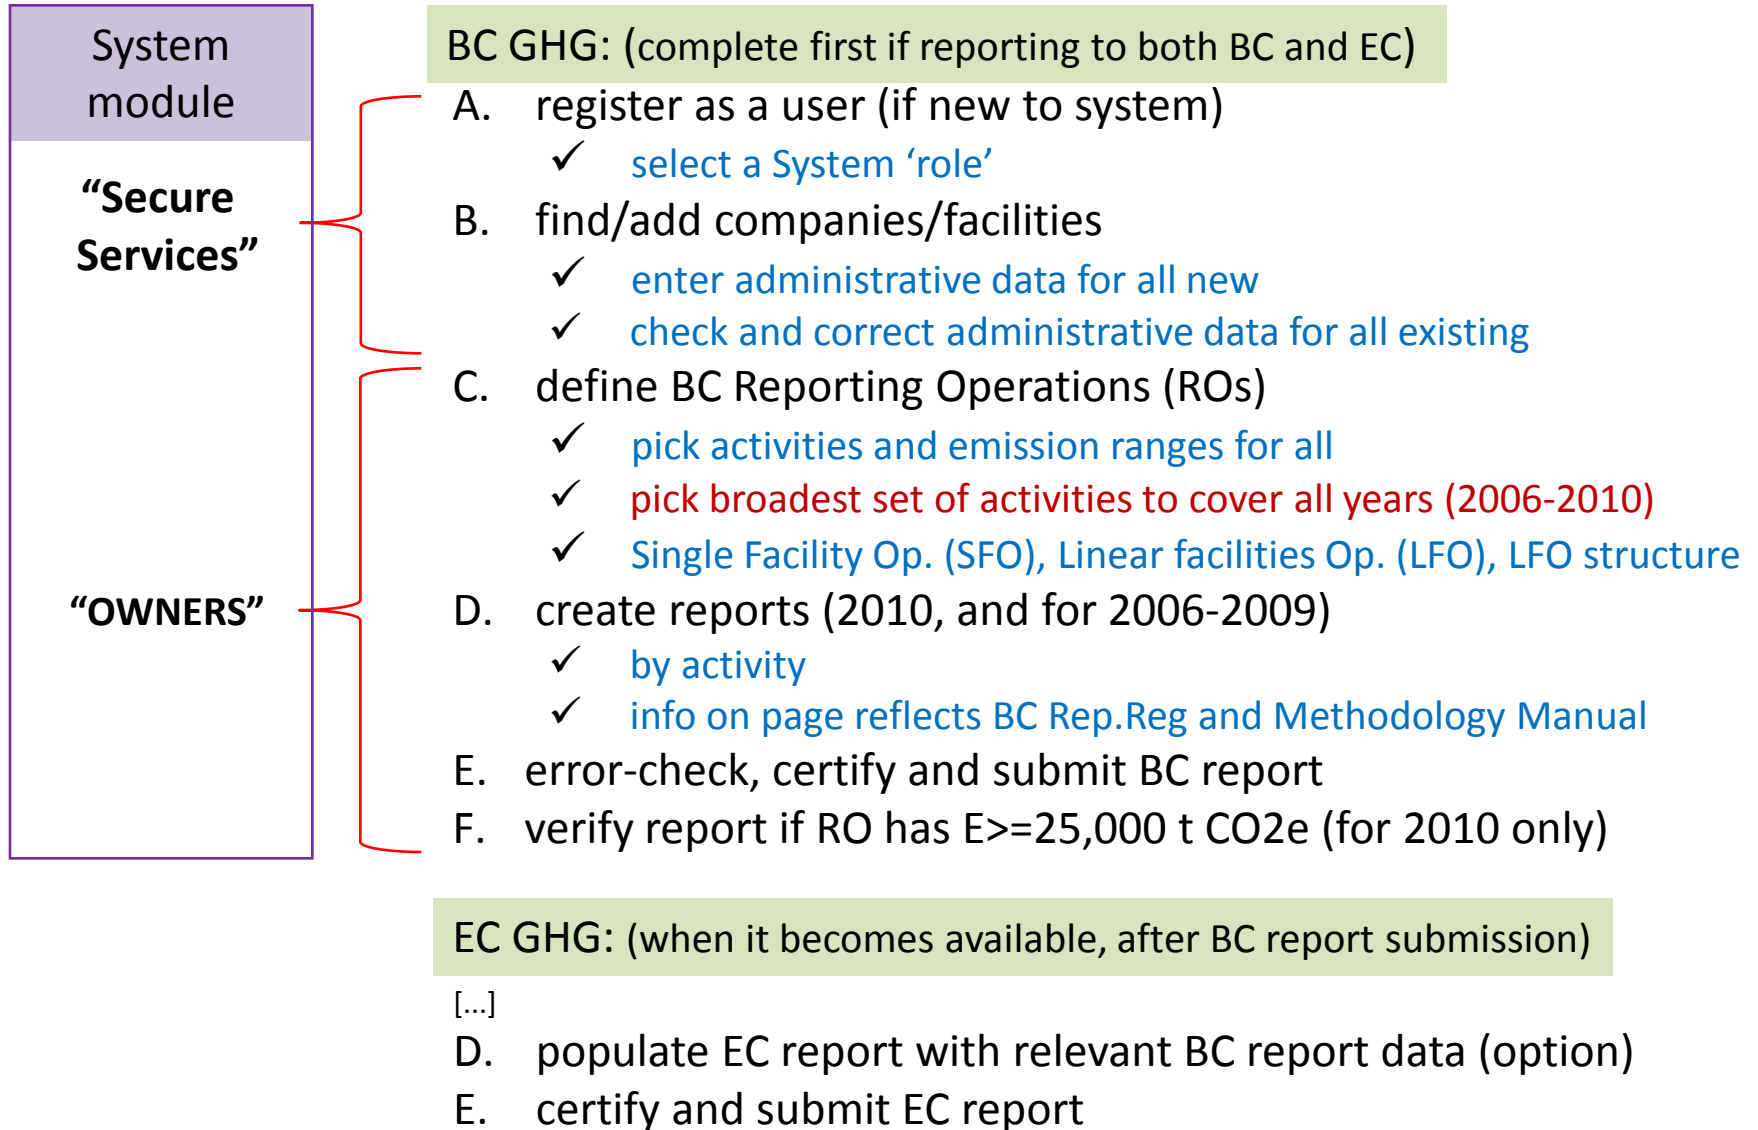 System
module
“Secure
Services”
“OWNERS”
BC GHG: (complete first if reporting to both BC and EC)
A. register as a user (if new to system)
✓ select a System ‘role’
B. find/add companies/facilities
✓ enter administrative data for all new
✓ check and correct administrative data for all existing
C. define BC Reporting Operations (ROs)
✓ pick activities and emission ranges for all
✓ pick broadest set of activities to cover all years (2006-2010)
✓ Single Facility Op. (SFO), Linear facilities Op. (LFO), LFO structure
D. create reports (2010, and for 2006-2009)
✓ by activity
✓ info on page reflects BC Rep.Reg and Methodology Manual
E. error-check, certify and submit BC report
F. verify report if RO has E>=25,000 t CO2e (for 2010 only)
EC GHG: (when it becomes available, after BC report submission)
[...]
D. populate EC report with relevant BC report data (option)
E. certify and submit EC report